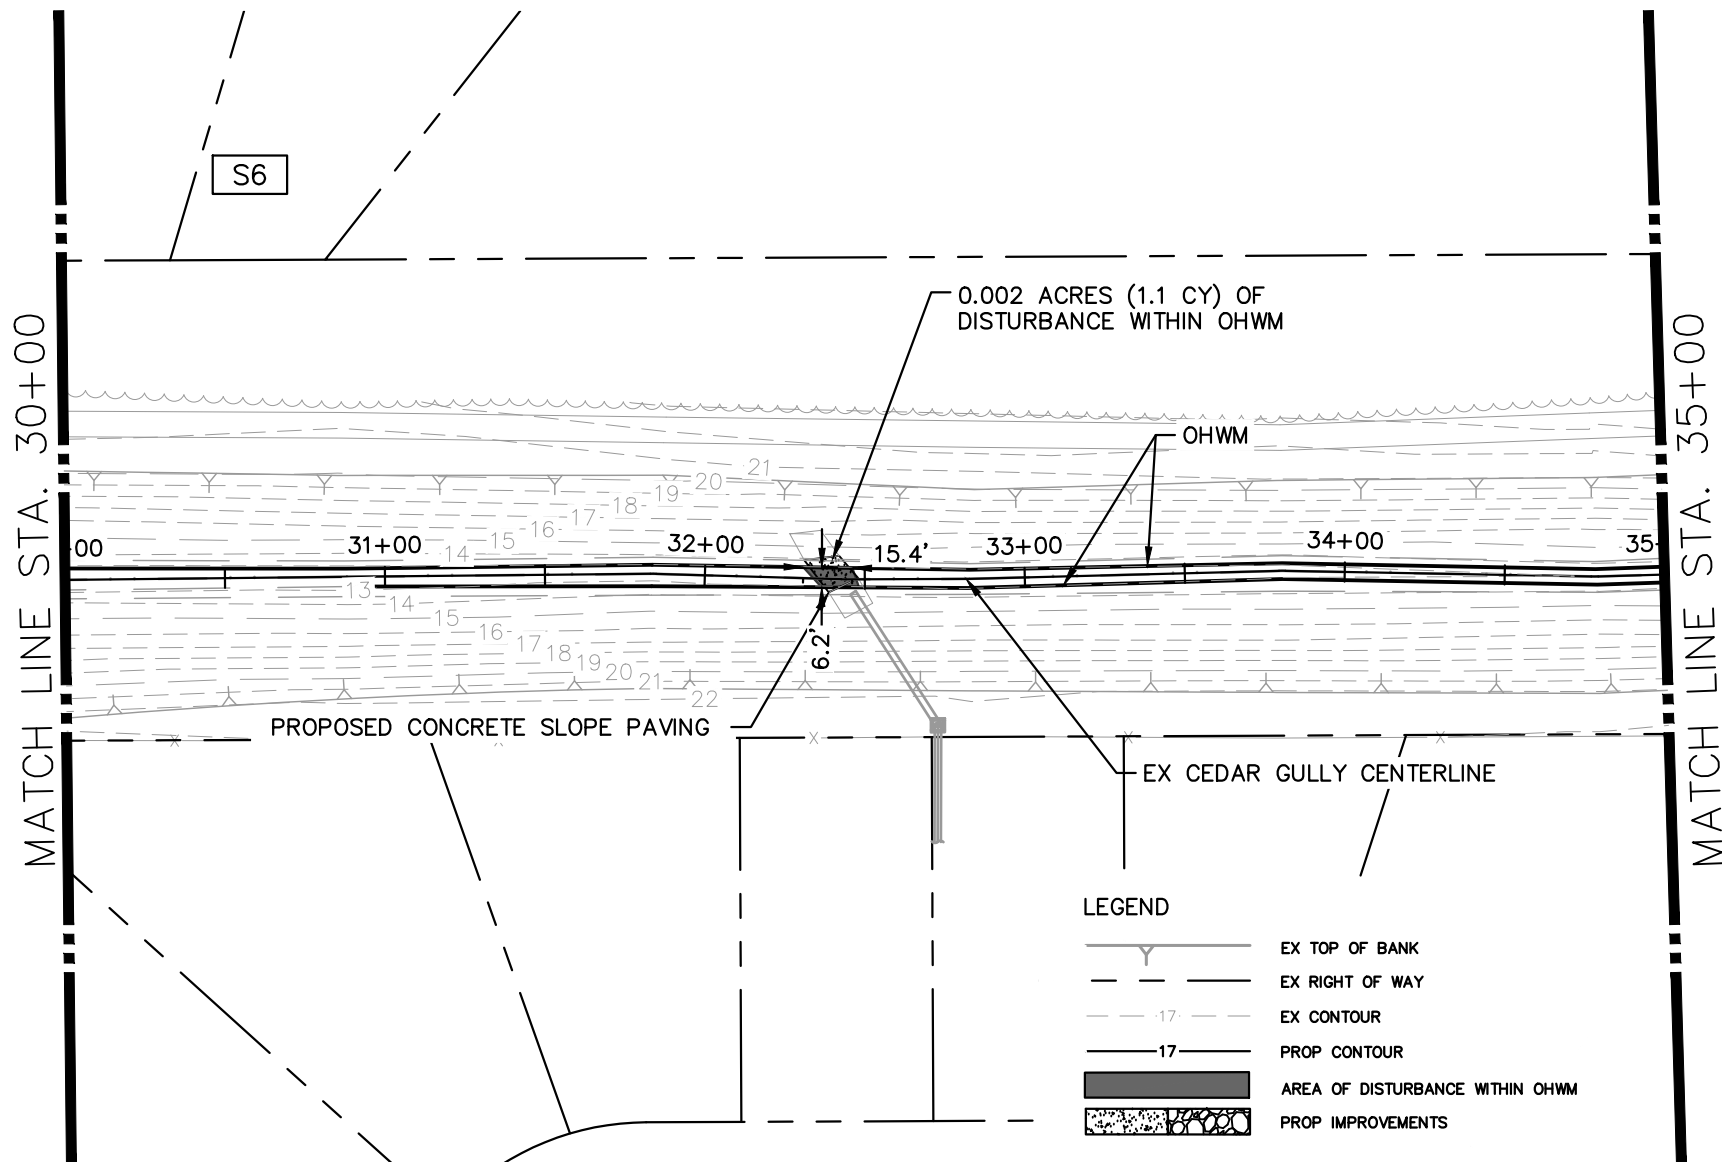 S6
0.002 ACRES (1.1 CY) OF
DISTURBANCE WITHIN OHWM
MATCH LINE STA. 30+00
MATCH LINE STA. 35+00
OHWM
21
20
19
18
17
16
15
14
00
31+00
32+00
15.4'
33+00
34+00
35
13
14
15
16
17
18
19
20
21
22
6.2'
PROPOSED CONCRETE SLOPE PAVING
X
X
X
X
X
EX CEDAR GULLY CENTERLINE
LEGEND
EX TOP OF BANK
EX RIGHT OF WAY
17 EX CONTOUR
17 PROP CONTOUR
AREA OF DISTURBANCE WITHIN OHWM
PROP IMPROVEMENTS